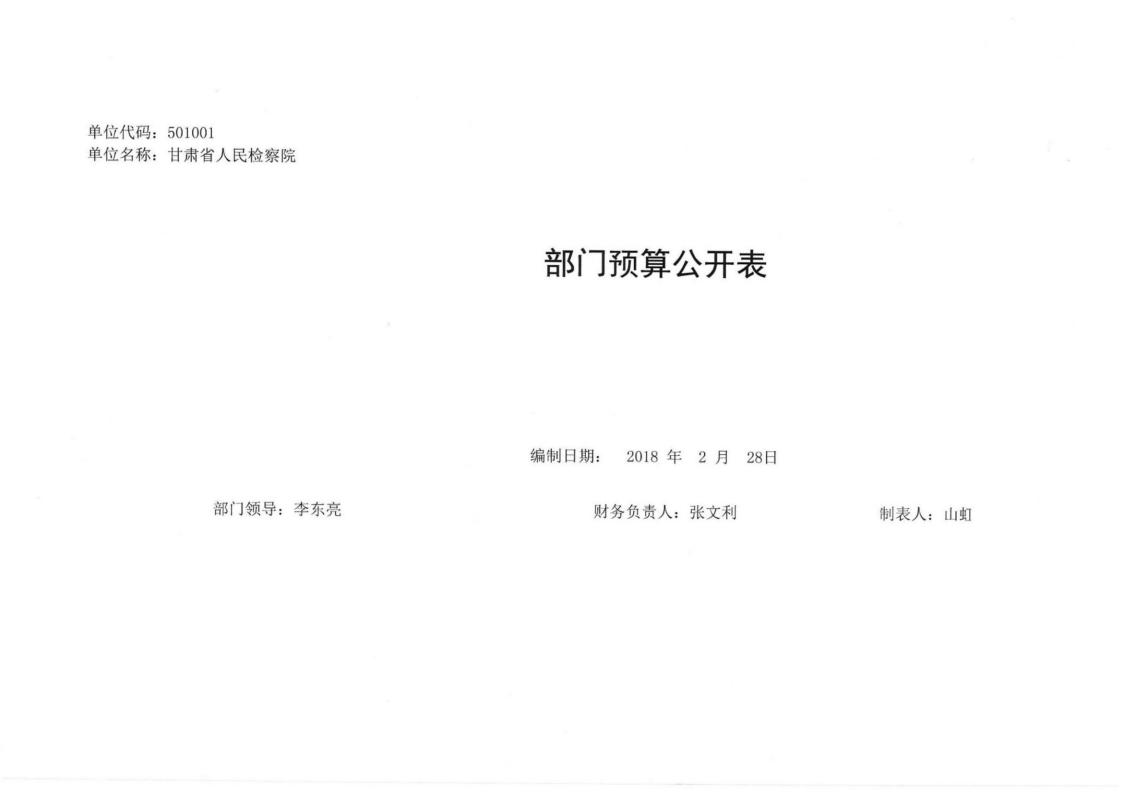 单位代码：501001
单位名称：甘肃省人民检察院
部门预算公开表
编制日期： 2018 年 2 月 28日
部门领导：李东亮 财务负责人：张文利 制表人：山虹